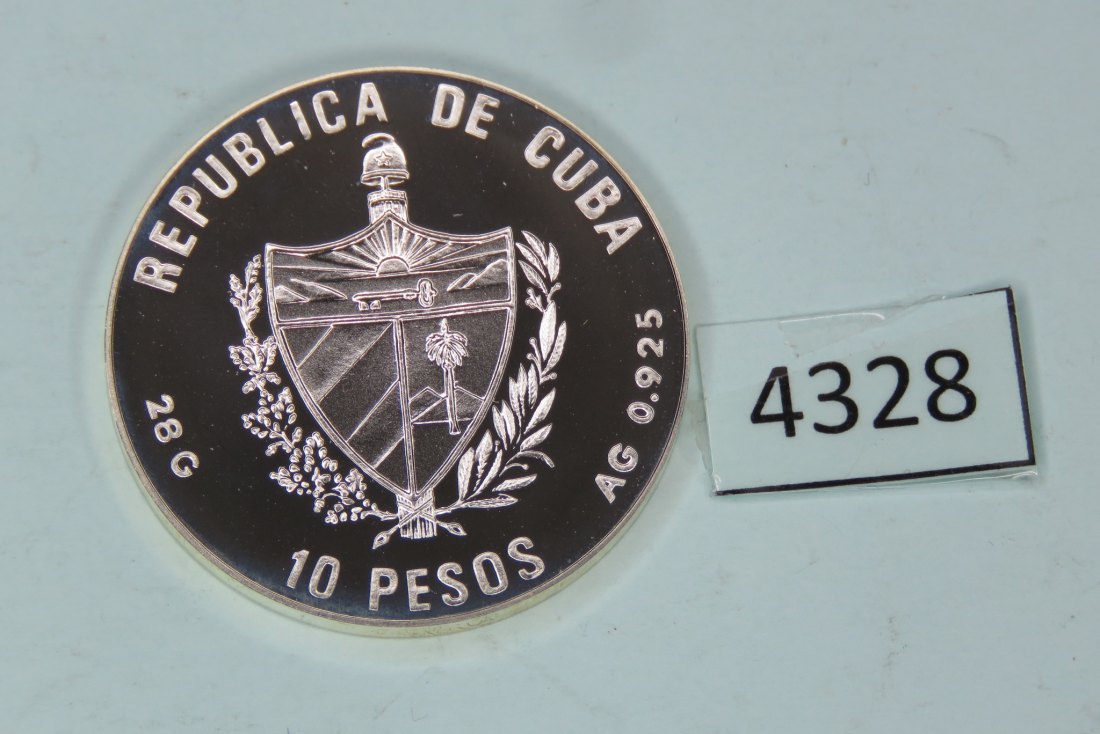 REPUBLICA DE CUBA
28 G
AG 0.925
10 PESOS
4328